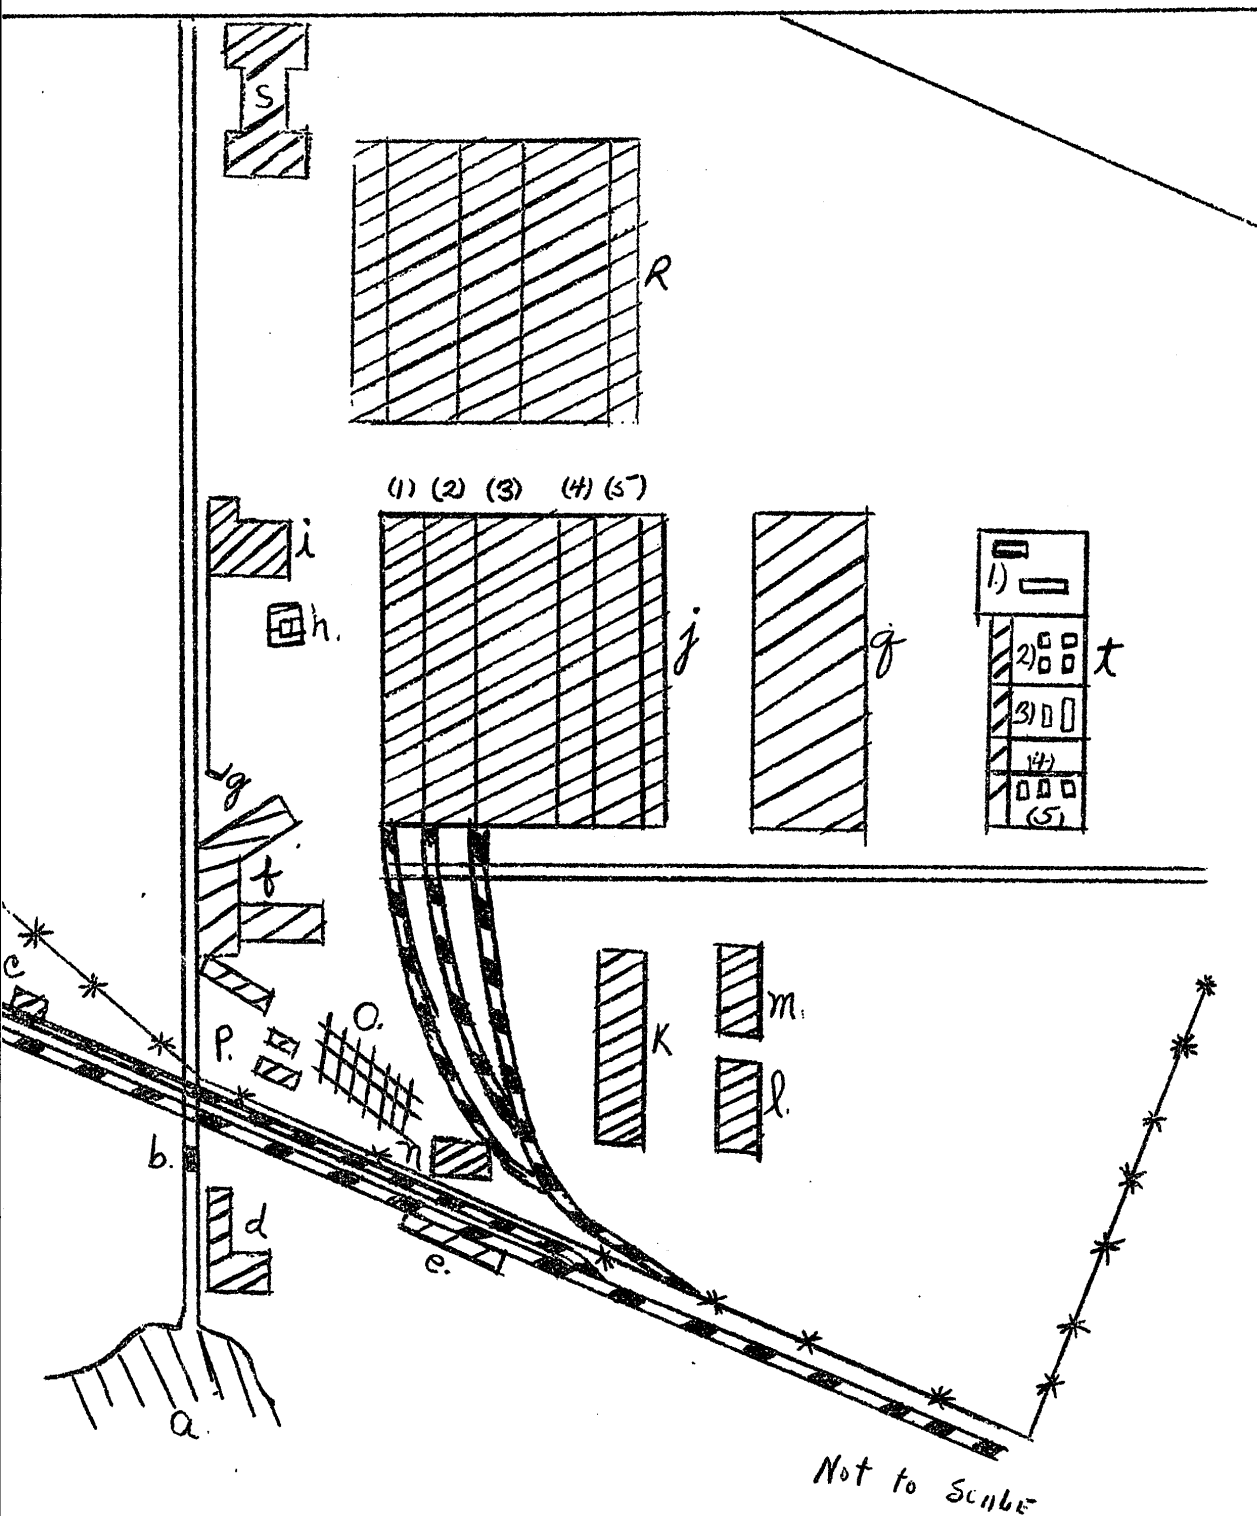 S
R
(1) (2) (3) (4) (5)
i
h.
j
q
1.)
2)
t
3)
(4)
(5)
g
f
c
O.
P.
K
m.
l.
n
b.
d
e.
a.
Not to Scale